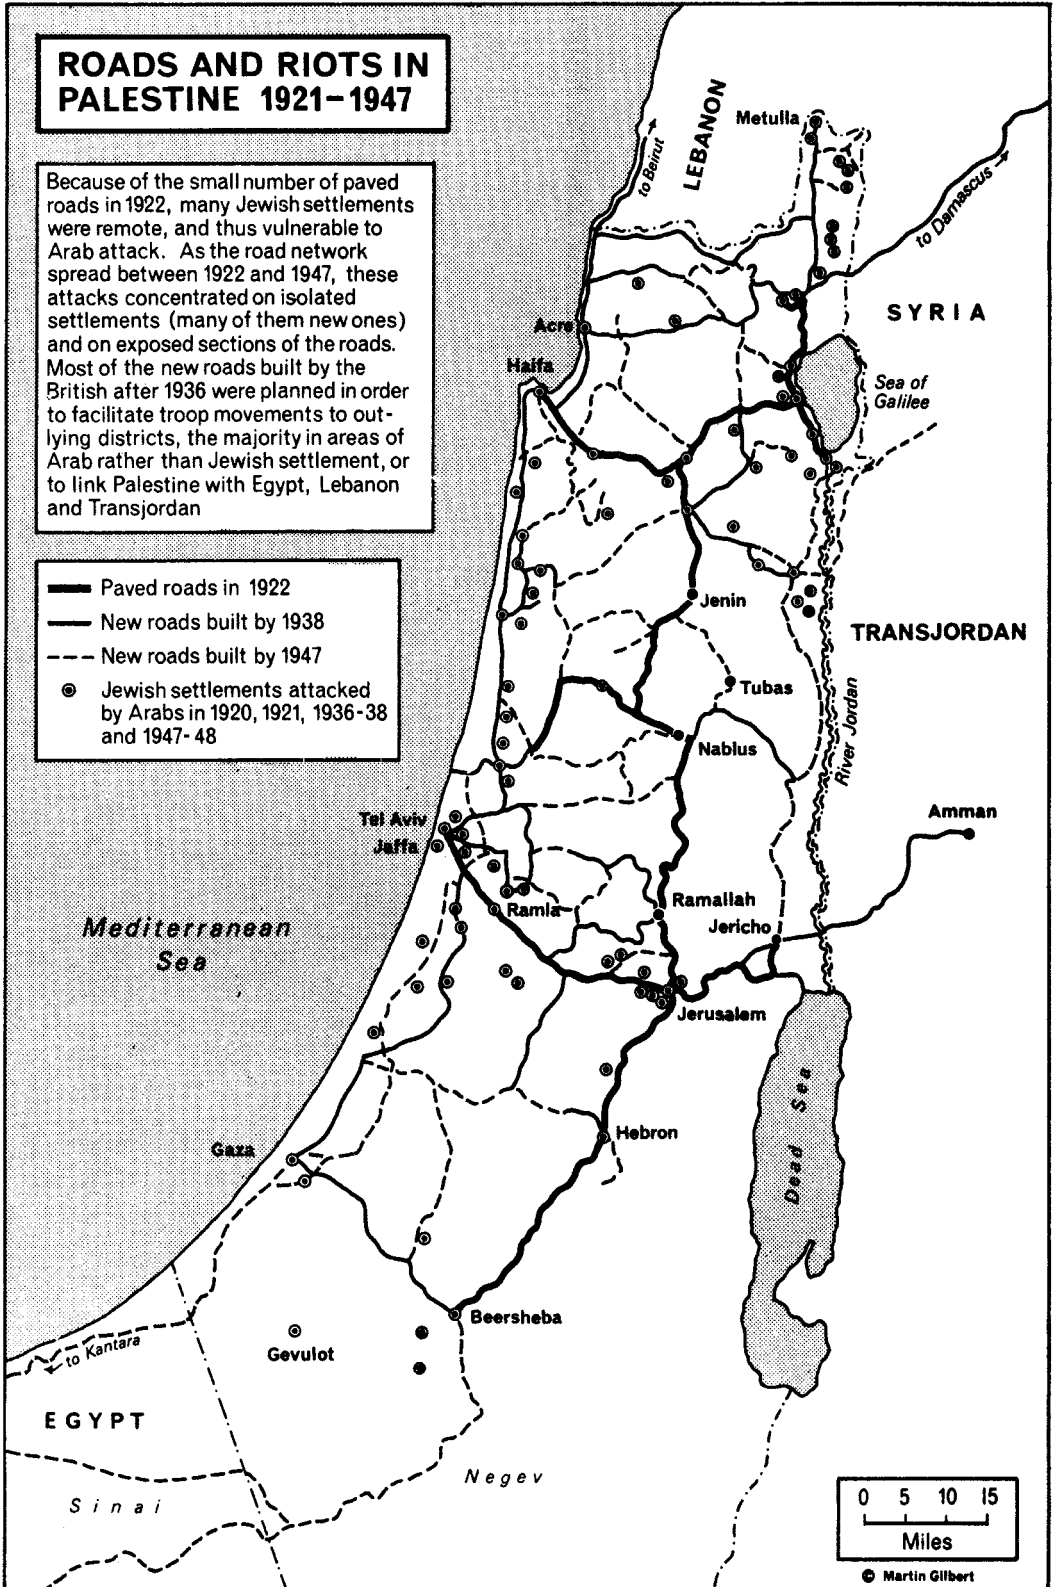 ROADS AND RIOTS IN
PALESTINE 1921-1947
Because of the small number of paved
roads in 1922, many Jewish settlements
were remote, and thus vulnerable to
Arab attack. As the road network
spread between 1922 and 1947, these
attacks concentrated on isolated
settlements (many of them new ones)
and on exposed sections of the roads.
Most of the new roads built by the
British after 1936 were planned in order
to facilitate troop movements to out-
lying districts, the majority in areas of
Arab rather than Jewish settlement, or
to link Palestine with Egypt, Lebanon
and Transjordan
Paved roads in 1922
New roads built by 1938
New roads built by 1947
Jewish settlements attacked
by Arabs in 1920, 1921, 1936-38
and 1947-48
LEBANON
Metulla
to Beirut
to Damascus
SYRIA
Acre
Haifa
Sea of
Galilee
Jenin
TRANSJORDAN
Tubas
Nablus
River Jordan
Amman
Tel Aviv
Jaffa
Ramla
Ramallah
Jericho
Mediterranean
Sea
Jerusalem
Dead Sea
Hebron
Gaza
Beersheba
Gevulot
to Kantara
EGYPT
Negev
Sinai
0 5 10 15
Miles
© Martin Gilbert